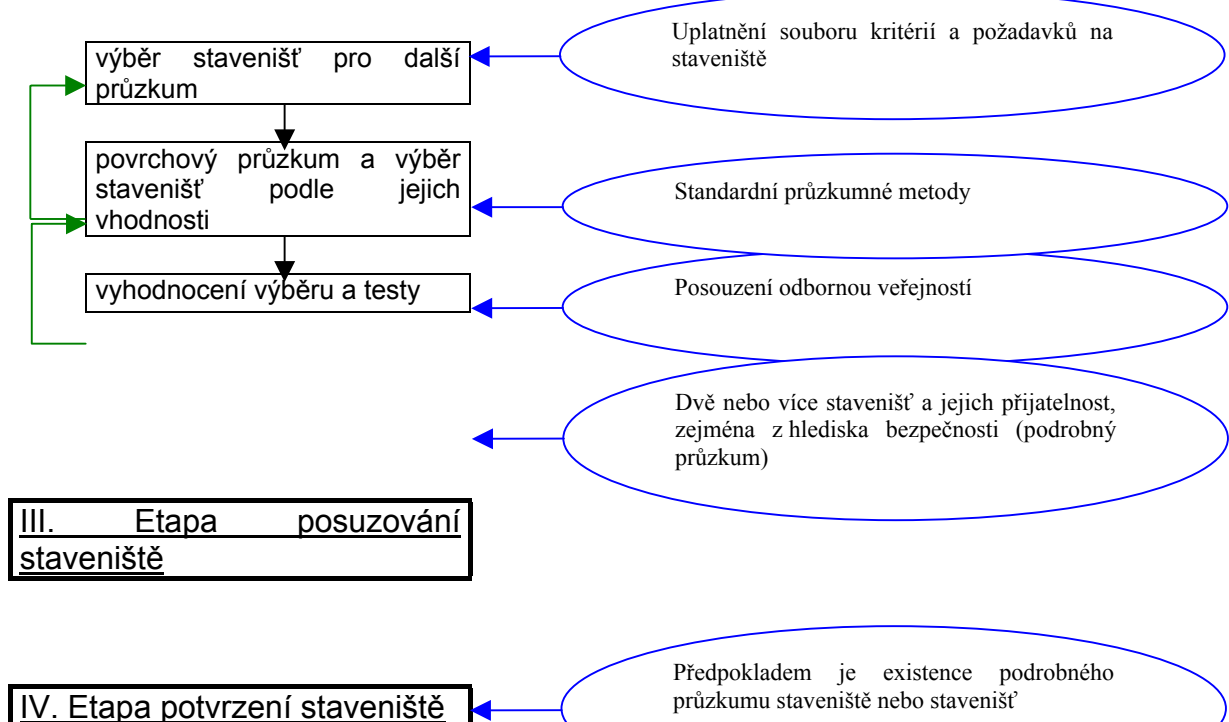 Uplatnění souboru kritérií a požadavků na
staveniště
výběr stavenišť pro další
průzkum
povrchový průzkum a výběr
stavenišť podle jejich
vhodnosti
Standardní průzkumné metody
vyhodnocení výběru a testy
Posouzení odbornou veřejností
Dvě nebo více stavenišť a jejich přijatelnost,
zejména z hlediska bezpečnosti (podrobný
průzkum)
III. Etapa posuzování
staveniště
Předpokladem je existence podrobného
průzkumu staveniště nebo stavenišť
IV. Etapa potvrzení staveniště